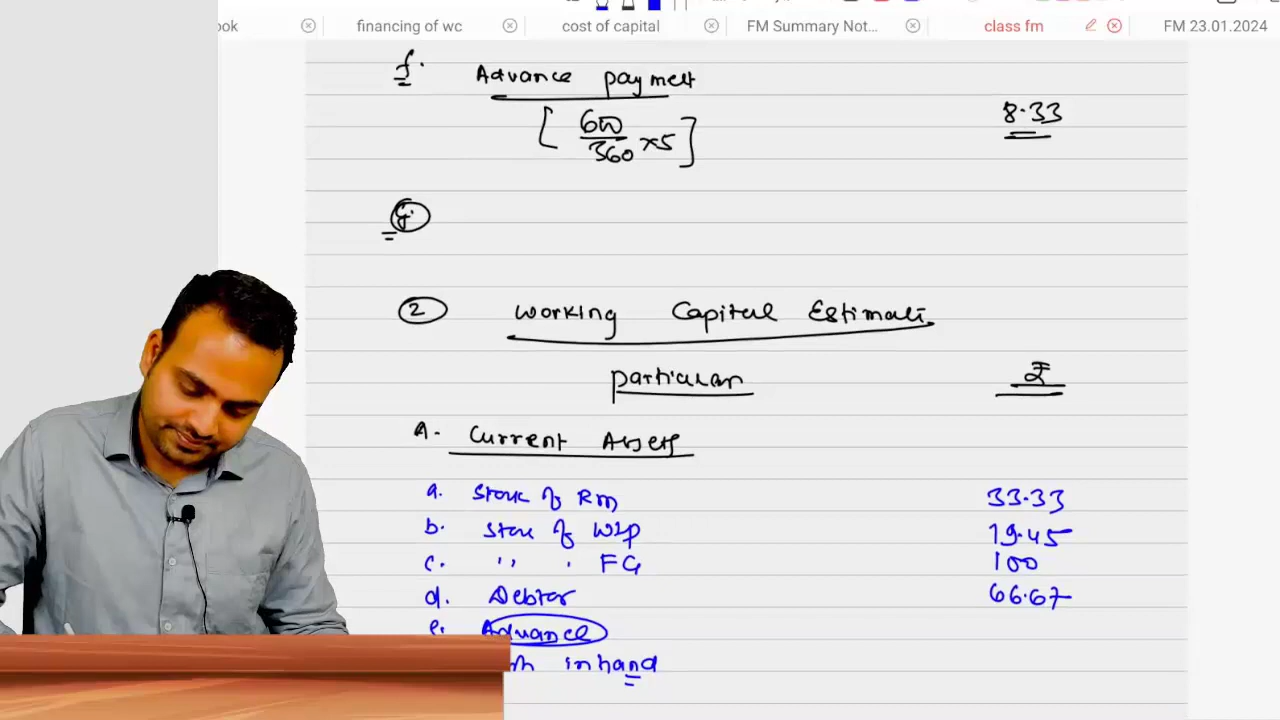 ook financing of wc cost of capital FM Summary Not... class fm FM 23.01.2024
f. Advance payment
[600/360 x5] 8.33
g.
2 Working Capital Estimate
particular ₹
A. Current Assets
a. Stock of RM 33.33
b. Stock of WIP 19.45
c. '' '' FG 100
d. Debtor 66.67
e. Advance
in hand